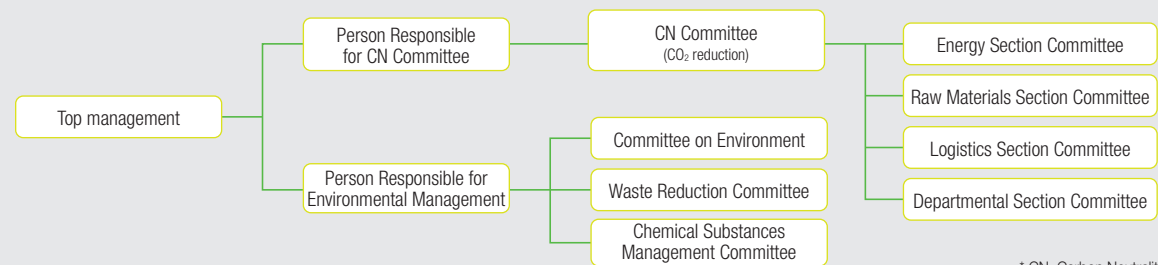 Top management
Person Responsible
for CN Committee
CN Committee
(CO₂ reduction)
Energy Section Committee
Raw Materials Section Committee
Logistics Section Committee
Departmental Section Committee
Person Responsible for
Environmental Management
Committee on Environment
Waste Reduction Committee
Chemical Substances
Management Committee